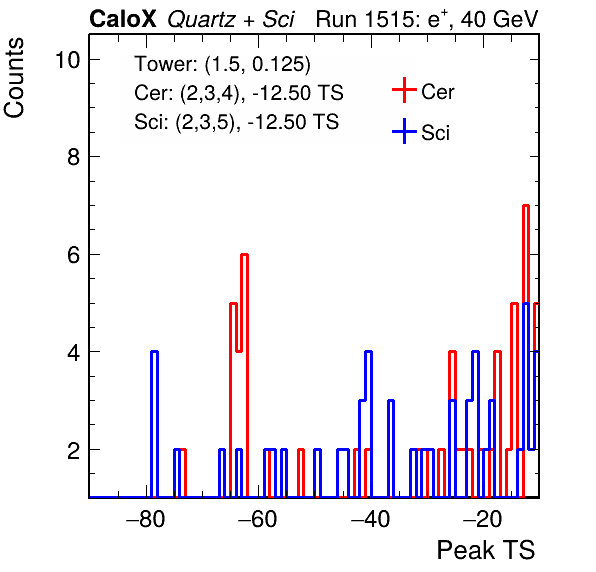 CaloX Quartz + Sci Run 1515: e+, 40 GeV
Counts
Tower: (1.5, 0.125)
Cer: (2,3,4), -12.50 TS
Sci: (2,3,5), -12.50 TS
Cer
Sci
10
8
6
4
2
−80 −60 −40 −20
Peak TS